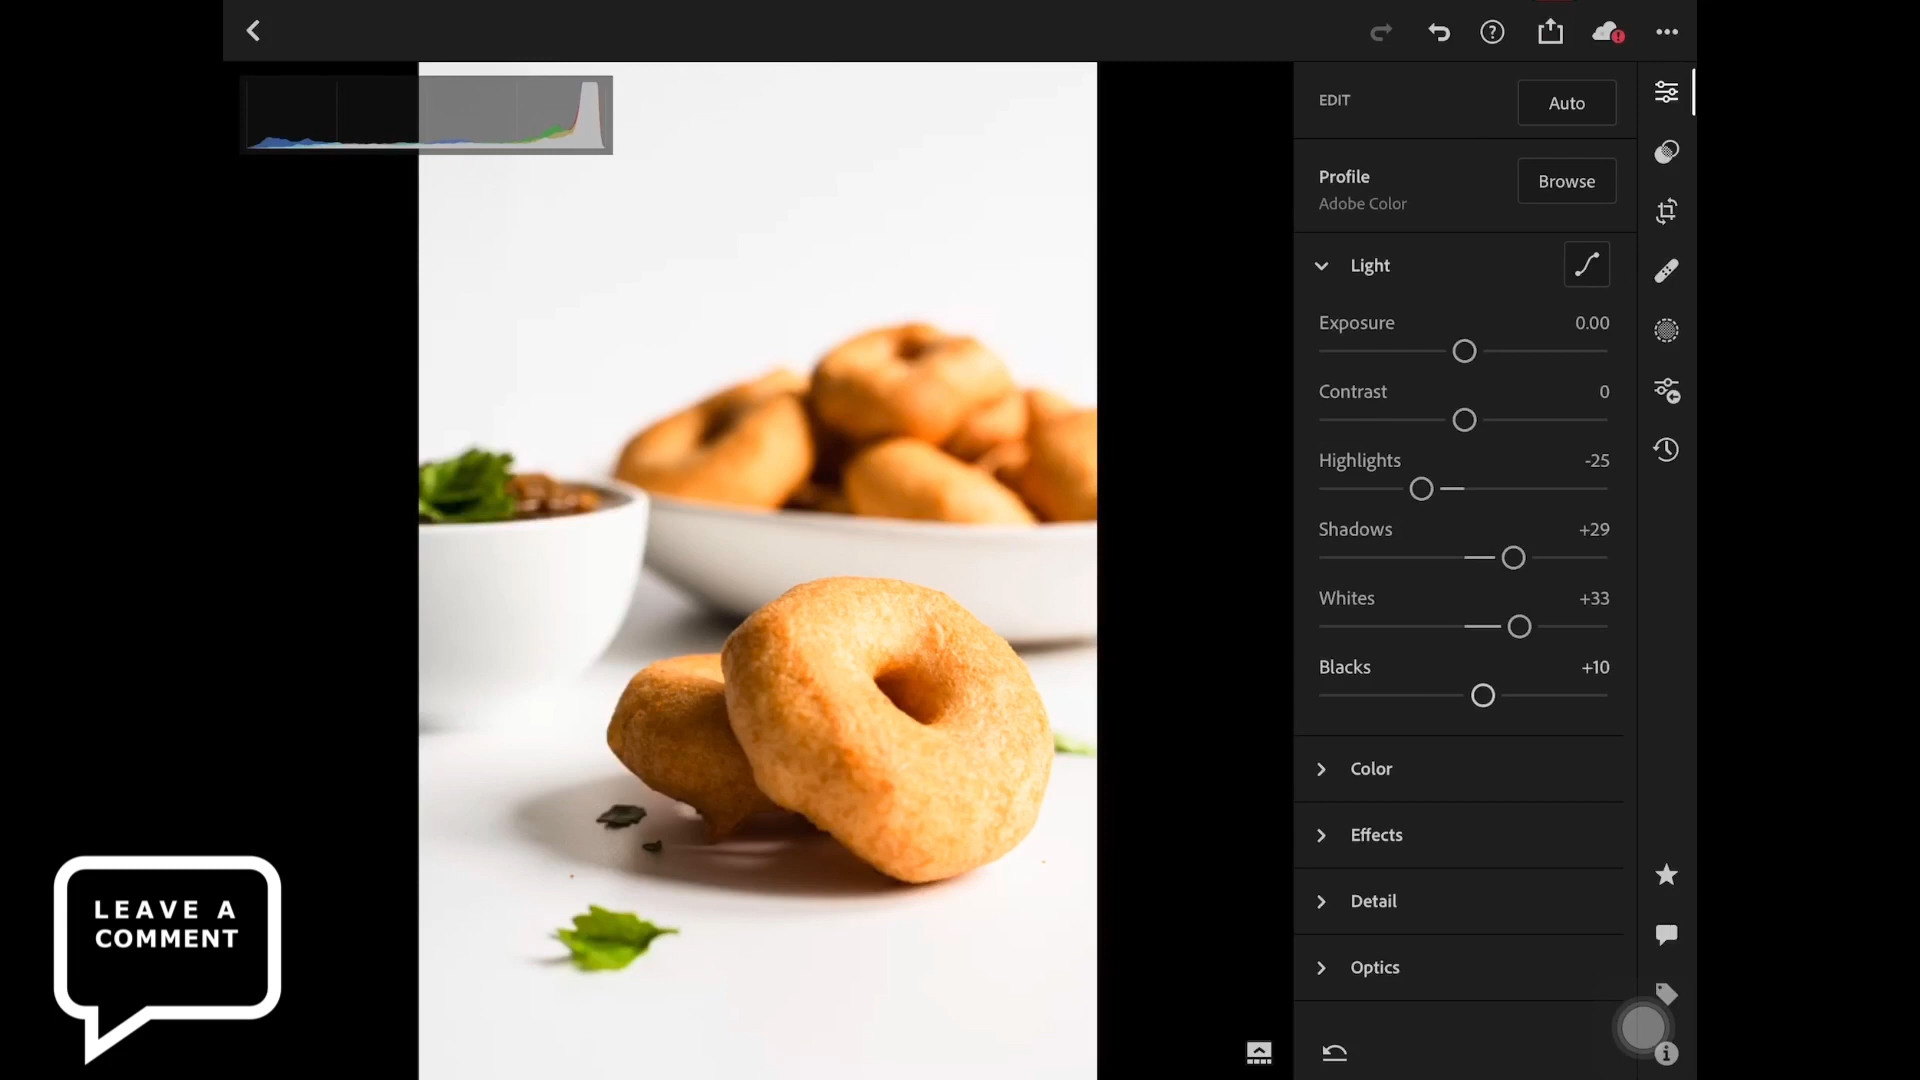 EDIT
Auto
Profile
Browse
Adobe Color
Light
Exposure 0.00
Contrast 0
Highlights -25
Shadows +29
Whites +33
Blacks +10
Color
Effects
Detail
Optics
LEAVE A
COMMENT